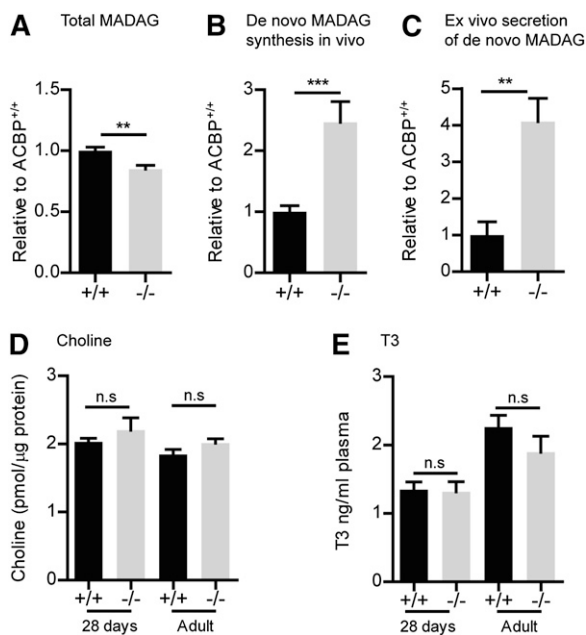 A Total MADAG
Relative to ACBP+/+
1.5
1.0
0.5
0.0
**
+/+ -/-
B De novo MADAG
synthesis in vivo
Relative to ACBP+/+
3
2
1
0
***
+/+ -/-
C Ex vivo secretion
of de novo MADAG
Relative to ACBP+/+
5
4
3
2
1
0
**
+/+ -/-
D Choline
Choline (pmol/µg protein)
3
2
1
0
n.s n.s
+/+ -/- +/+ -/-
28 days Adult
E T3
T3 ng/ml plasma
3
2
1
0
n.s n.s
+/+ -/- +/+ -/-
28 days Adult